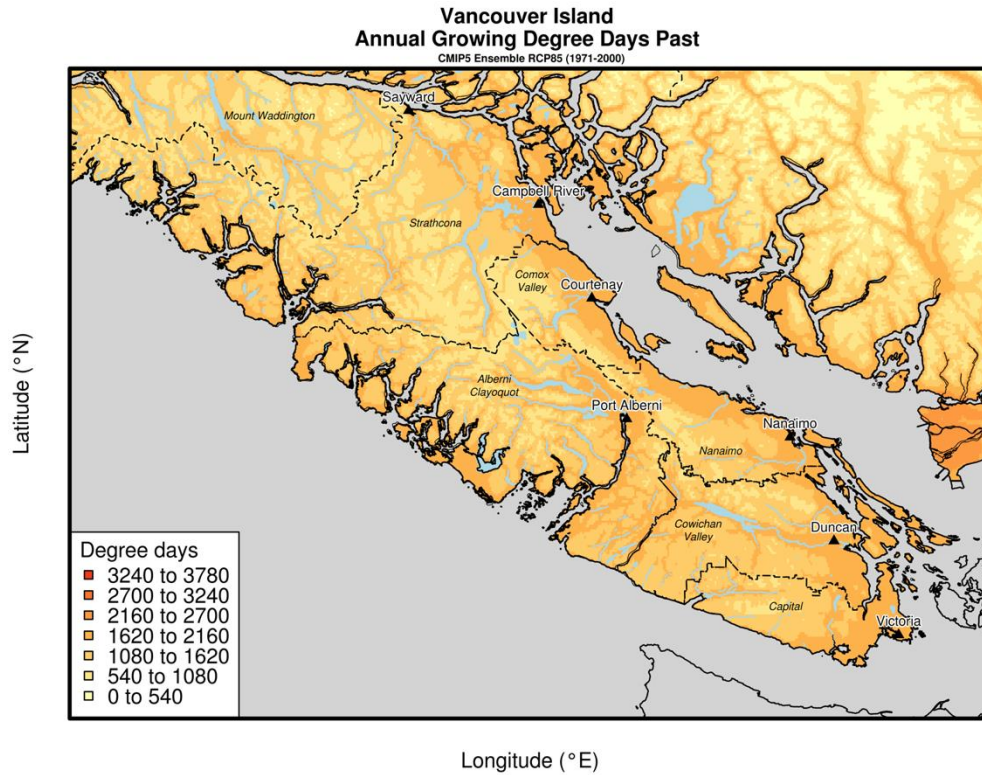 Vancouver Island
Annual Growing Degree Days Past
CMIP5 Ensemble RCP85 (1971-2000)
Sayward
Mount Waddington
Campbell River
Strathcona
Comox
Valley
Courtenay
Alberni
Clayoquot
Port Alberni
Nanaimo
Nanaimo
Cowichan
Valley
Duncan
Capital
Victoria
Latitude (°N)
Degree days
3240 to 3780
2700 to 3240
2160 to 2700
1620 to 2160
1080 to 1620
540 to 1080
0 to 540
Longitude (°E)